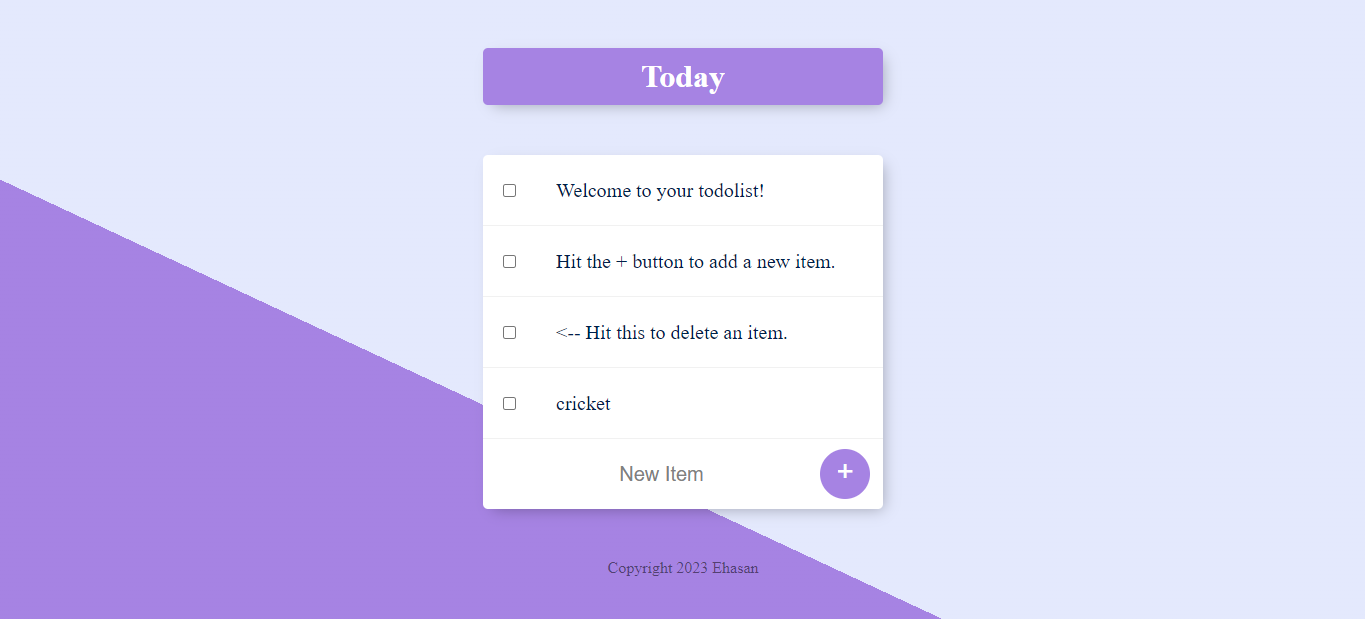 Today
Welcome to your todolist!
Hit the + button to add a new item.
<-- Hit this to delete an item.
cricket
New Item +
Copyright 2023 Ehasan